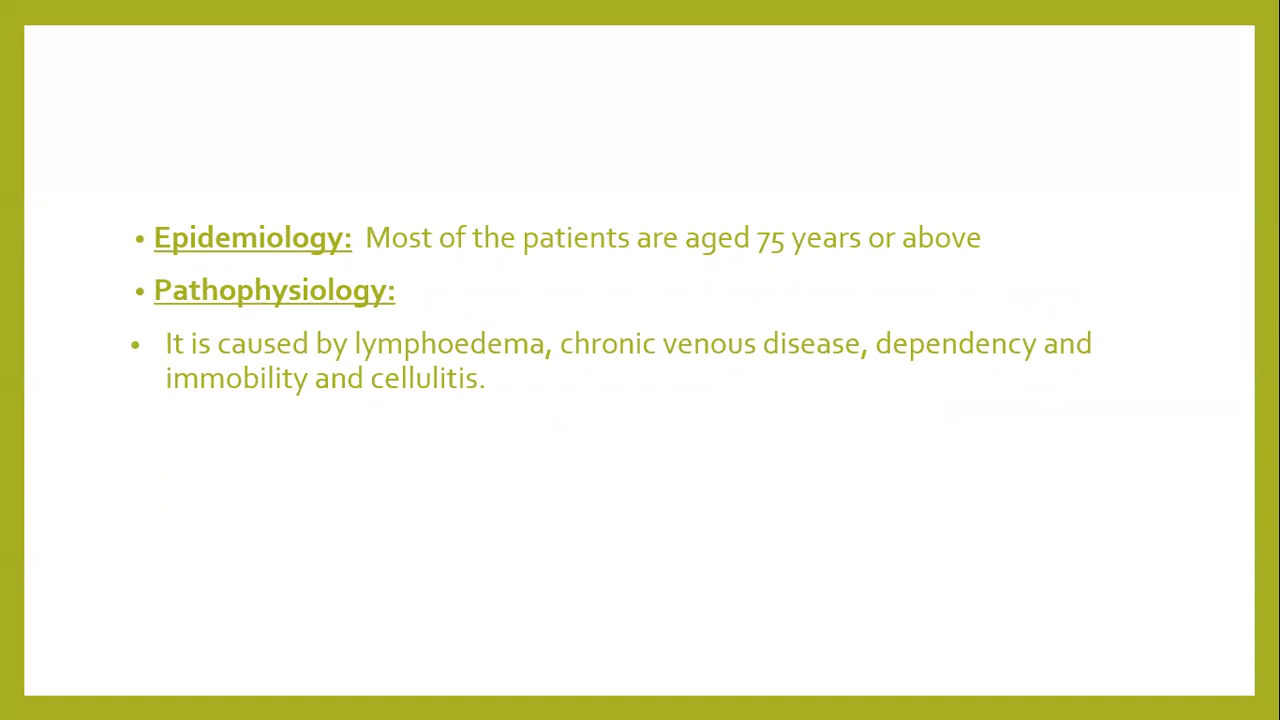 • Epidemiology: Most of the patients are aged 75 years or above
• Pathophysiology:
• It is caused by lymphoedema, chronic venous disease, dependency and
immobility and cellulitis.